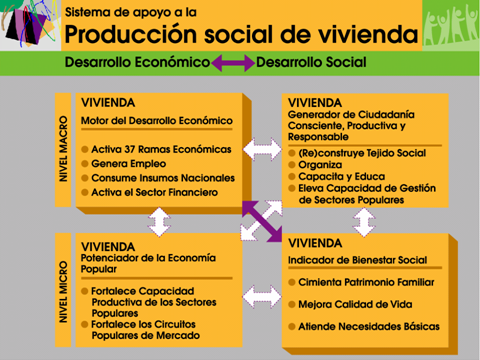 Sistema de apoyo a la
Producción social de vivienda
Desarrollo Económico
Desarrollo Social
NIVEL MACRO
VIVIENDA
Motor del Desarrollo Económico
Activa 37 Ramas Económicas
Genera Empleo
Consume Insumos Nacionales
Activa el Sector Financiero
VIVIENDA
Generador de Ciudadanía
Consciente, Productiva y
Responsable
(Re)construye Tejido Social
Organiza
Capacita y Educa
Eleva Capacidad de Gestión
de Sectores Populares
NIVEL MICRO
VIVIENDA
Potenciador de la Economía
Popular
Fortalece Capacidad
Productiva de los Sectores
Populares
Fortalece los Circuitos
Populares de Mercado
VIVIENDA
Indicador de Bienestar Social
Cimienta Patrimonio Familiar
Mejora Calidad de Vida
Atiende Necesidades Básicas